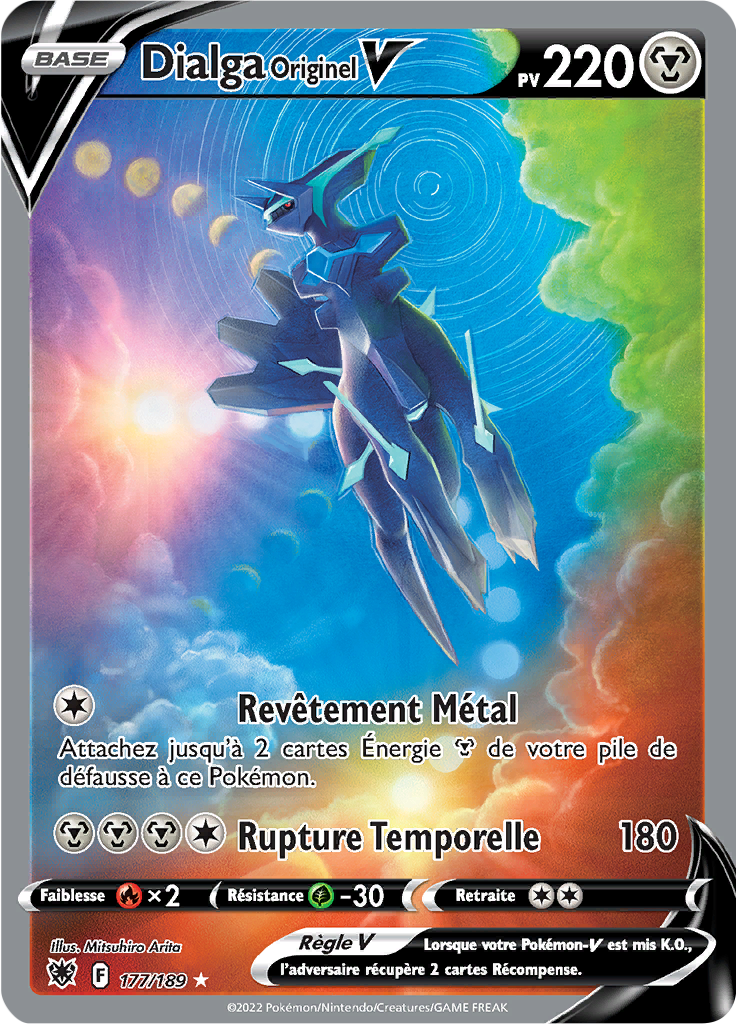 BASE Dialga Originel V PV 220
Revêtement Métal
Attachez jusqu'à 2 cartes Énergie de votre pile de
défausse à ce Pokémon.
Rupture Temporelle 180
Faiblesse ×2 Résistance -30 Retraite
Illus. Mitsuhiro Arita
Règle V Lorsque votre Pokémon-V est mis K.O.,
l'adversaire récupère 2 cartes Récompense.
F 177/189
©2022 Pokémon/Nintendo/Creatures/GAME FREAK